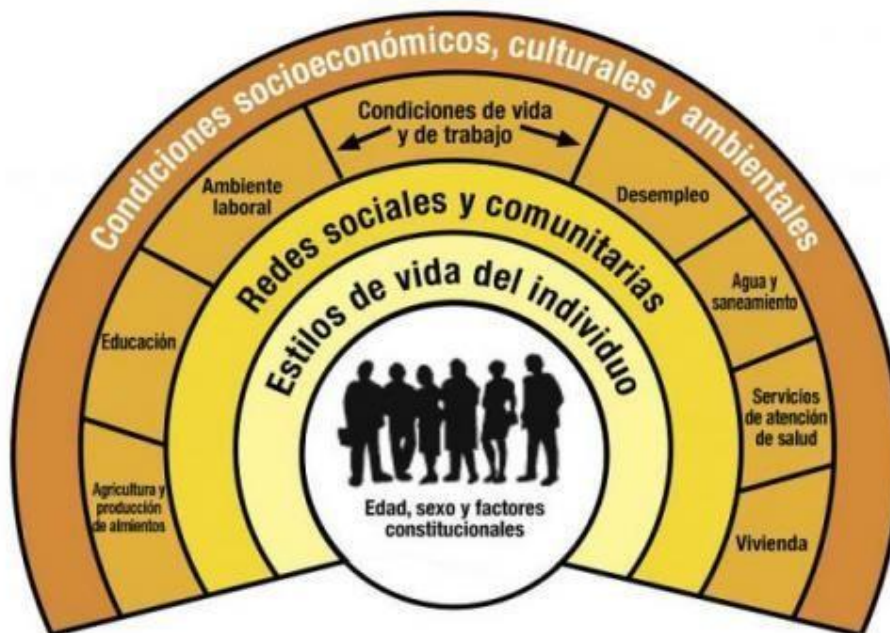 Condiciones socioeconómicos, culturales y ambientales
Condiciones de vida
y de trabajo
Ambiente
laboral
Desempleo
Educación
Agua y
saneamiento
Agricultura y
producción
de almientos
Servicios
de atención
de salud
Vivienda
Redes sociales y comunitarias
Estilos de vida del individuo
Edad, sexo y factores
constitucionales